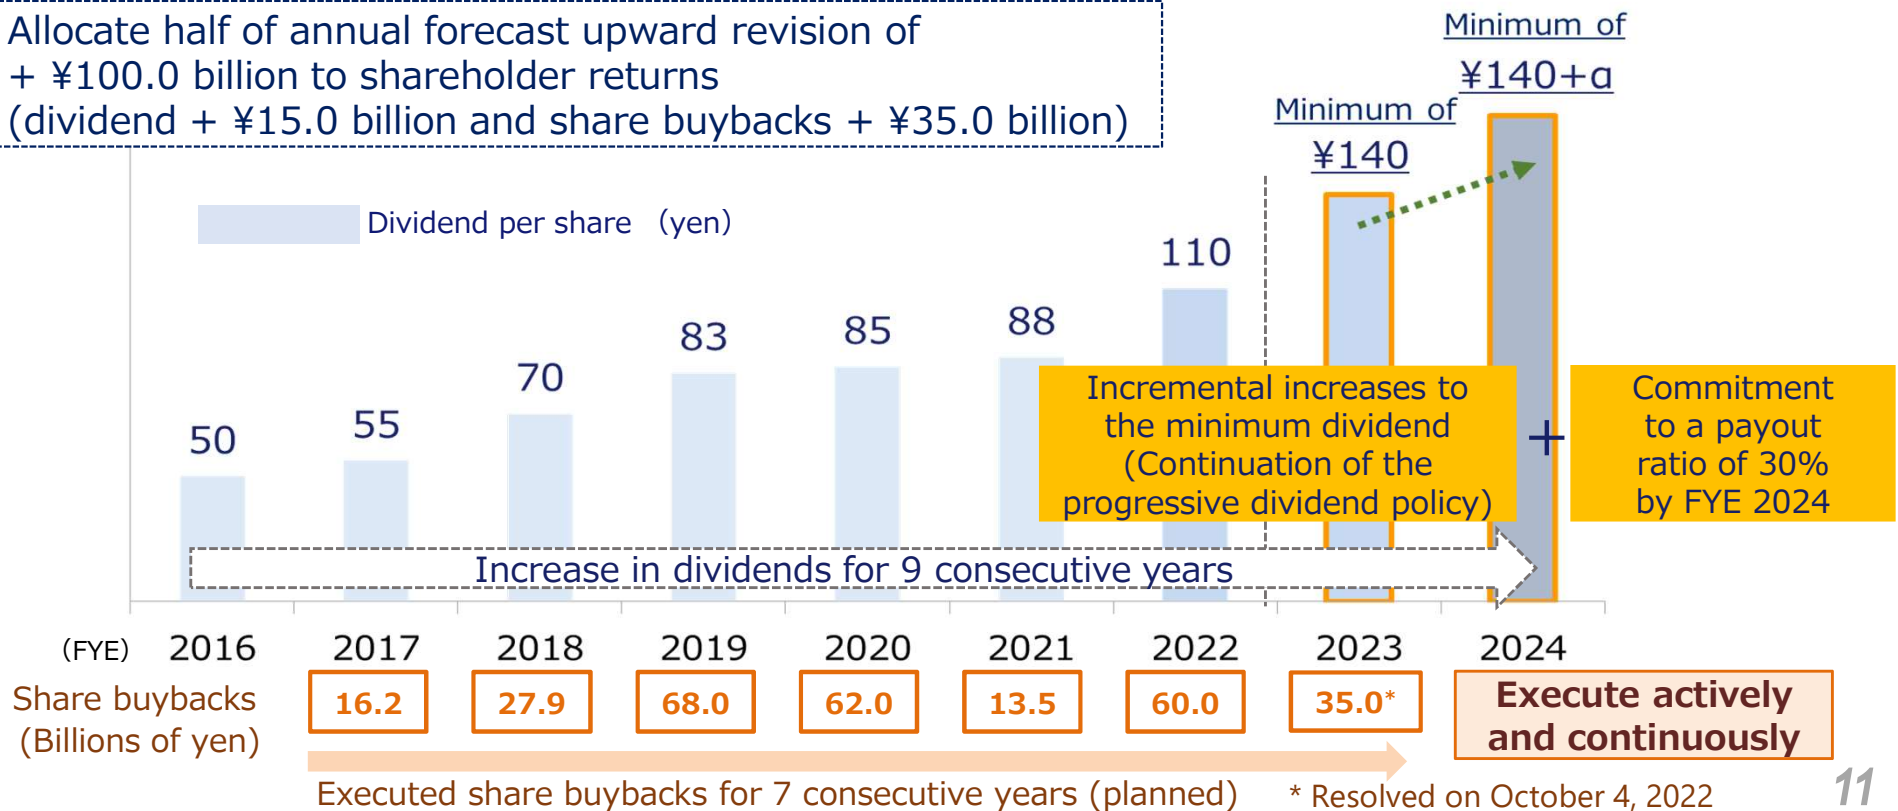 Allocate half of annual forecast upward revision of
+ ¥100.0 billion to shareholder returns
(dividend + ¥15.0 billion and share buybacks + ¥35.0 billion)
Minimum of
¥140+α
Minimum of
¥140
Dividend per share （yen）
50
55
70
83
85
88
110
Incremental increases to
the minimum dividend
(Continuation of the
progressive dividend policy)
+
Commitment
to a payout
ratio of 30%
by FYE 2024
Increase in dividends for 9 consecutive years
(FYE) 2016 2017 2018 2019 2020 2021 2022 2023 2024
Share buybacks
(Billions of yen)
16.2 27.9 68.0 62.0 13.5 60.0 35.0*
Execute actively
and continuously
Executed share buybacks for 7 consecutive years (planned)
* Resolved on October 4, 2022
11